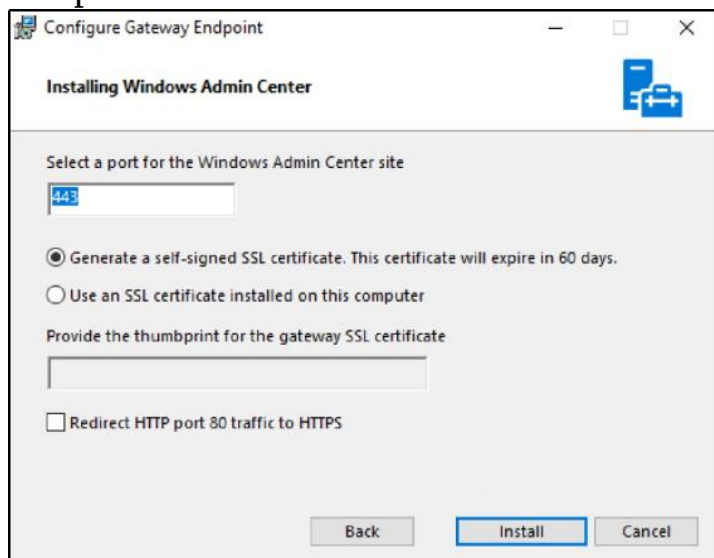 Configure Gateway Endpoint
Installing Windows Admin Center
Select a port for the Windows Admin Center site
443
Generate a self-signed SSL certificate. This certificate will expire in 60 days.
Use an SSL certificate installed on this computer
Provide the thumbprint for the gateway SSL certificate
Redirect HTTP port 80 traffic to HTTPS
Back Install Cancel